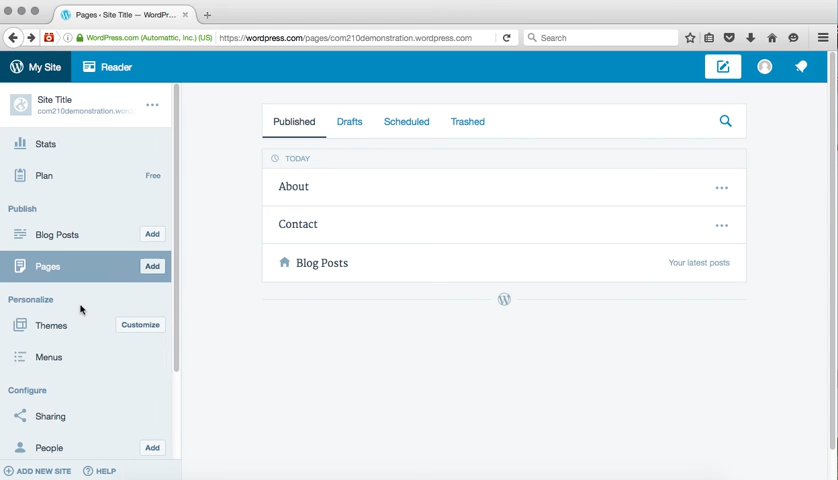 Pages ‹ Site Title — WordPr...
WordPress.com (Automattic, Inc.) (US)
https://wordpress.com/pages/com210demonstration.wordpress.com
Search
My Site
Reader
Site Title
com210demonstration.wordp
Stats
Plan
Free
Publish
Blog Posts
Add
Pages
Add
Personalize
Themes
Customize
Menus
Configure
Sharing
People
Add
ADD NEW SITE
HELP
Published
Drafts
Scheduled
Trashed
TODAY
About
Contact
Blog Posts
Your latest posts